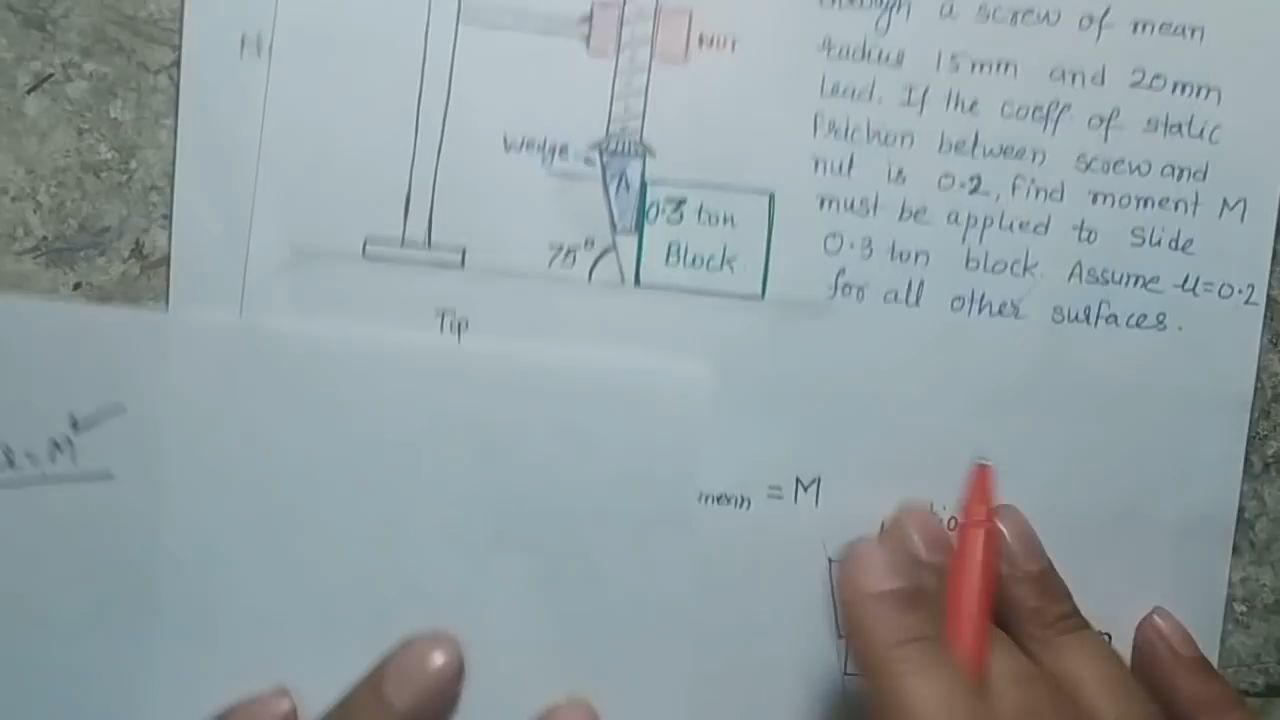 a screw of mean
radius 15mm and 20mm
Lead. If the coeff of static
friction between screw and
nut is 0.2, find moment M
must be applied to slide
0.3 ton block. Assume μ=0.2
for all other surfaces.
Nut
Wedge
A
0.3 ton
Block
75°
Tip
mean = M